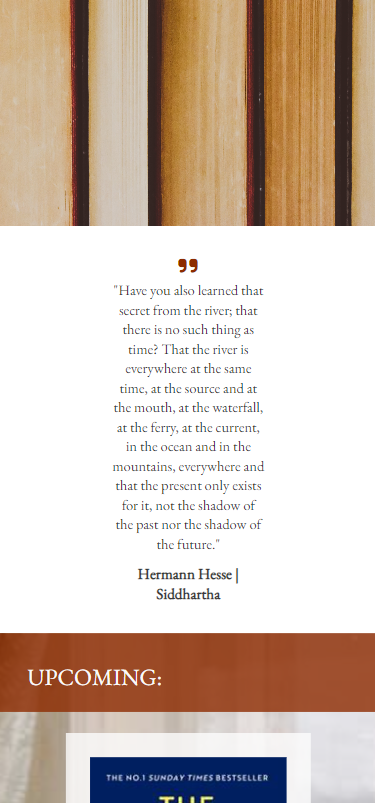 "Have you also learned that
secret from the river; that
there is no such thing as
time? That the river is
everywhere at the same
time, at the source and at
the mouth, at the waterfall,
at the ferry, at the current,
in the ocean and in the
mountains, everywhere and
that the present only exists
for it, not the shadow of
the past nor the shadow of
the future."
Hermann Hesse |
Siddhartha
UPCOMING:
THE NO.1 SUNDAY TIMES BESTSELLER
THE